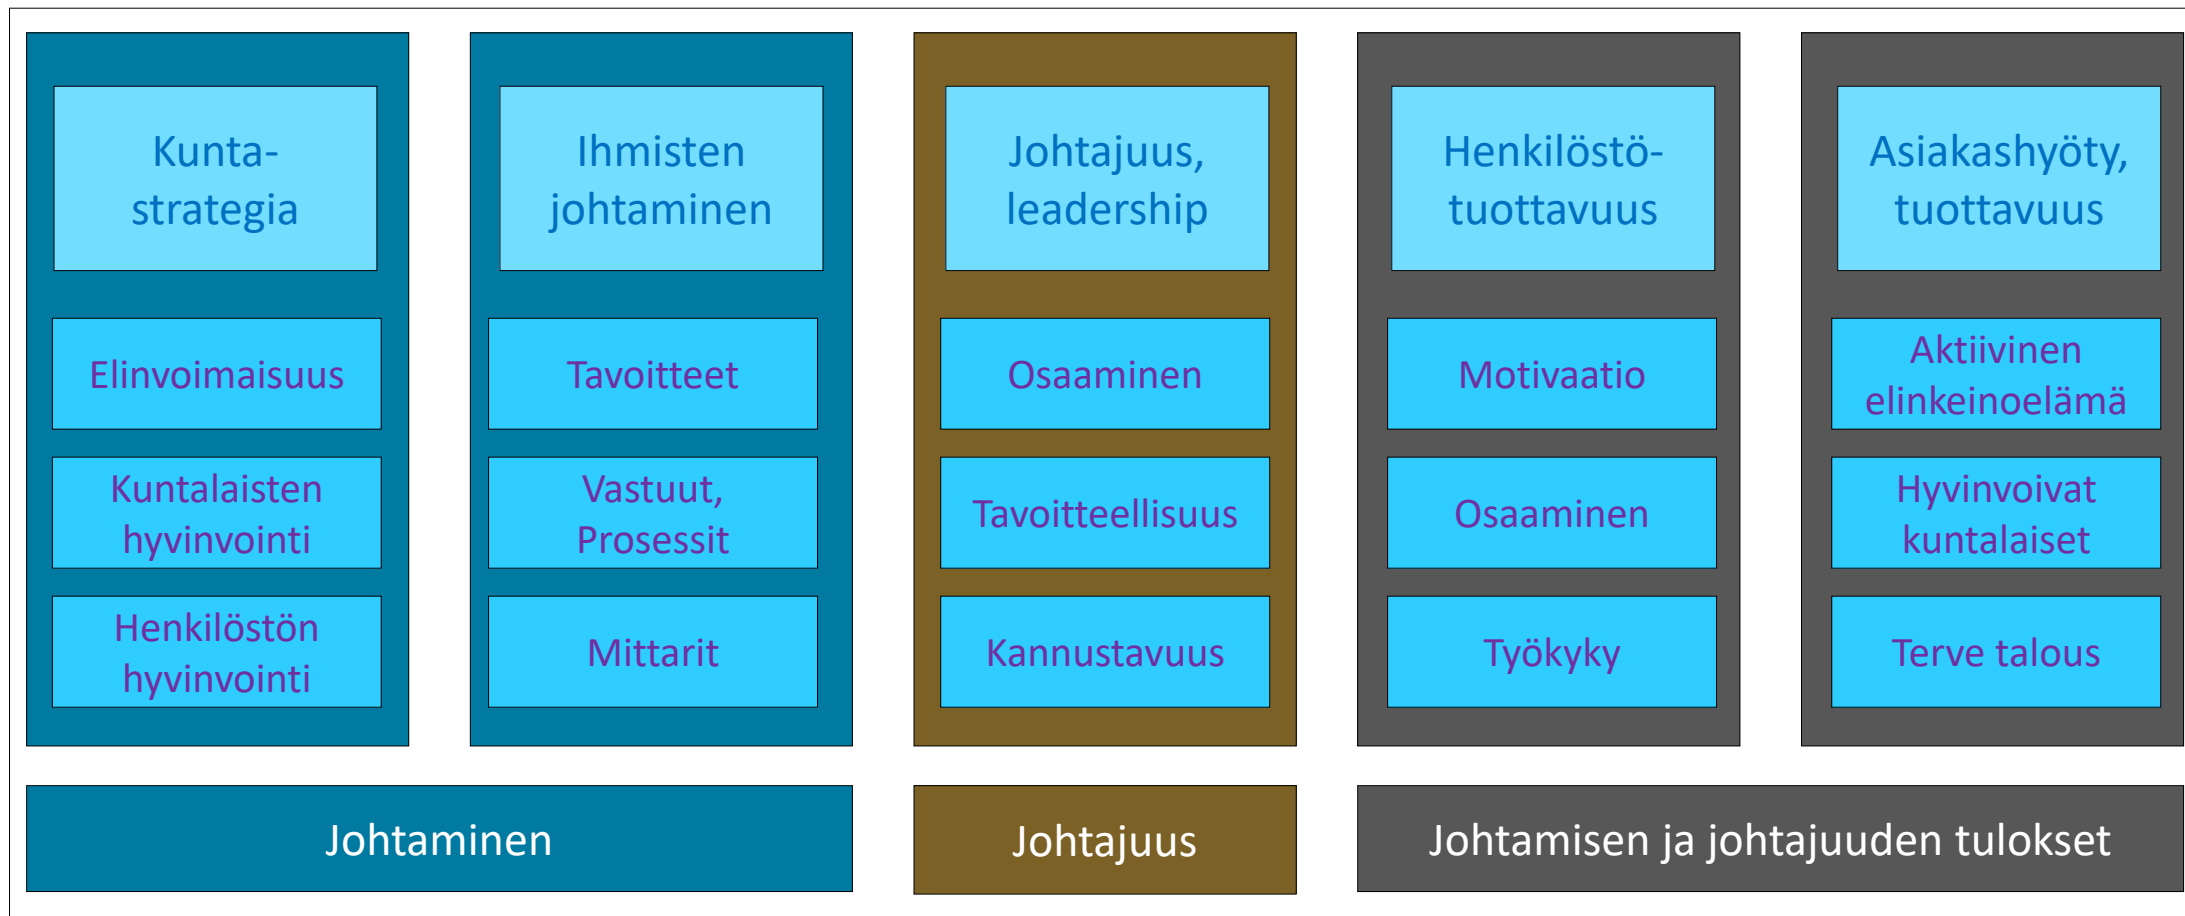 Kunta-
strategia
Elinvoimaisuus
Kuntalaisten
hyvinvointi
Henkilöstön
hyvinvointi
Ihmisten
johtaminen
Tavoitteet
Vastuut,
Prosessit
Mittarit
Johtajuus,
leadership
Osaaminen
Tavoitteellisuus
Kannustavuus
Henkilöstö-
tuottavuus
Motivaatio
Osaaminen
Työkyky
Asiakashyöty,
tuottavuus
Aktiivinen
elinkeinoelämä
Hyvinvoivat
kuntalaiset
Terve talous
Johtaminen
Johtajuus
Johtamisen ja johtajuuden tulokset